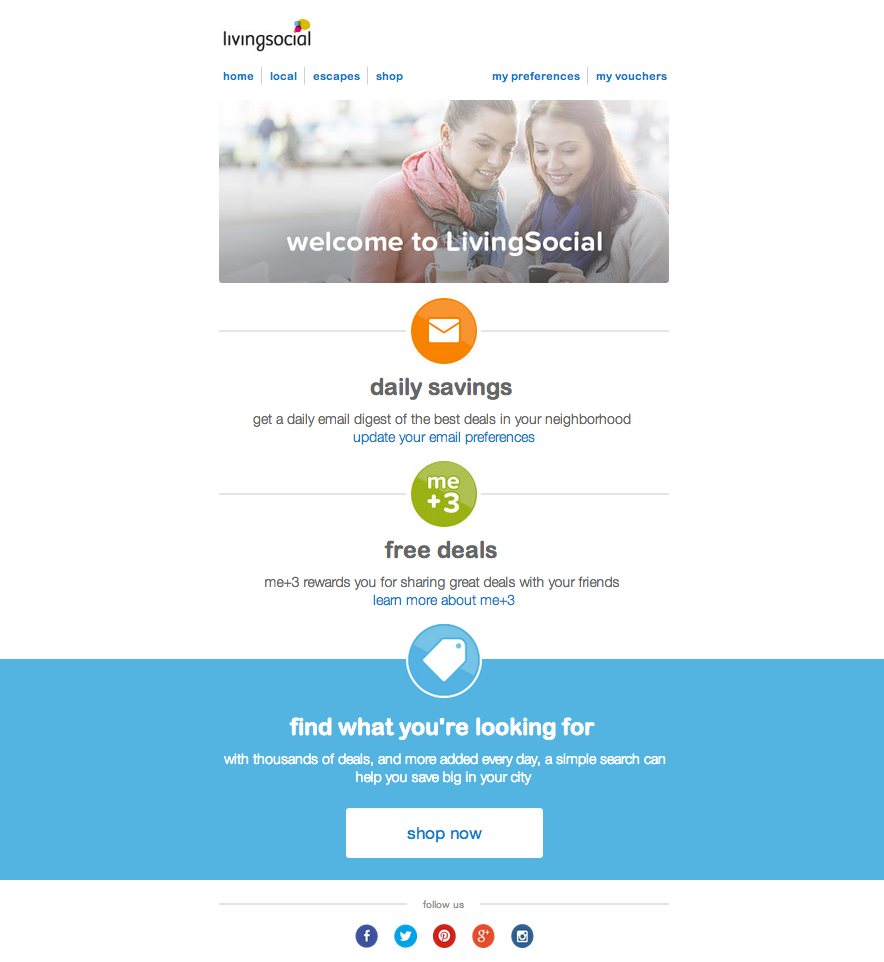 livingsocial
home local escapes shop my preferences my vouchers
welcome to LivingSocial
daily savings
get a daily email digest of the best deals in your neighborhood
update your email preferences
me
+3
free deals
me+3 rewards you for sharing great deals with your friends
learn more about me+3
find what you're looking for
with thousands of deals, and more added every day, a simple search can
help you save big in your city
shop now
follow us